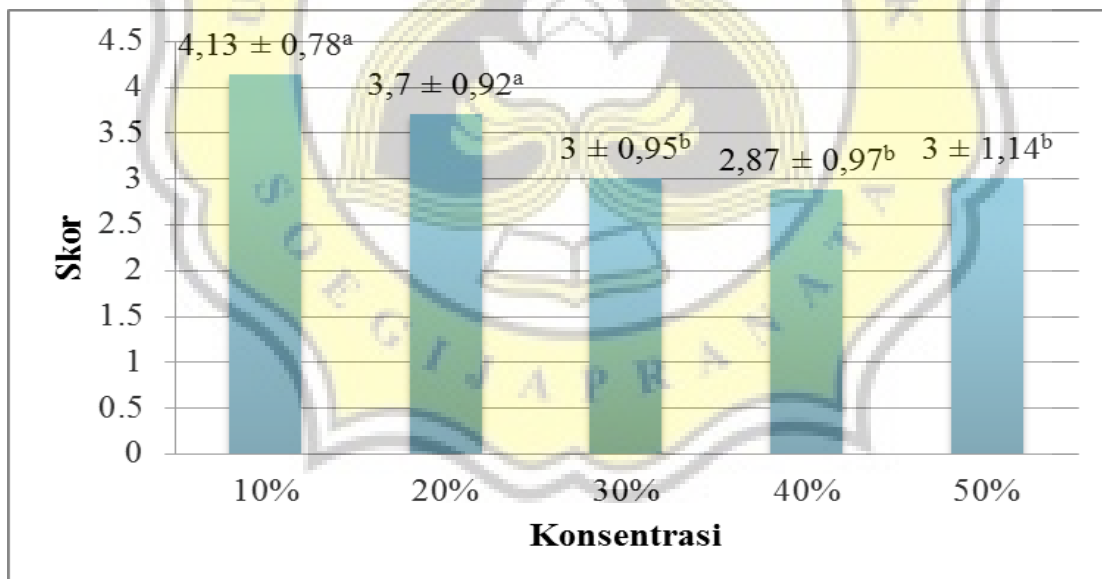 4.5
4
3.5
3
2.5
2
1.5
1
0.5
0
Skor
4,13 ± 0,78ᵃ
3,7 ± 0,92ᵃ
3 ± 0,95ᵇ
2,87 ± 0,97ᵇ
3 ± 1,14ᵇ
10% 20% 30% 40% 50%
Konsentrasi
SOEGIJAPRANATA